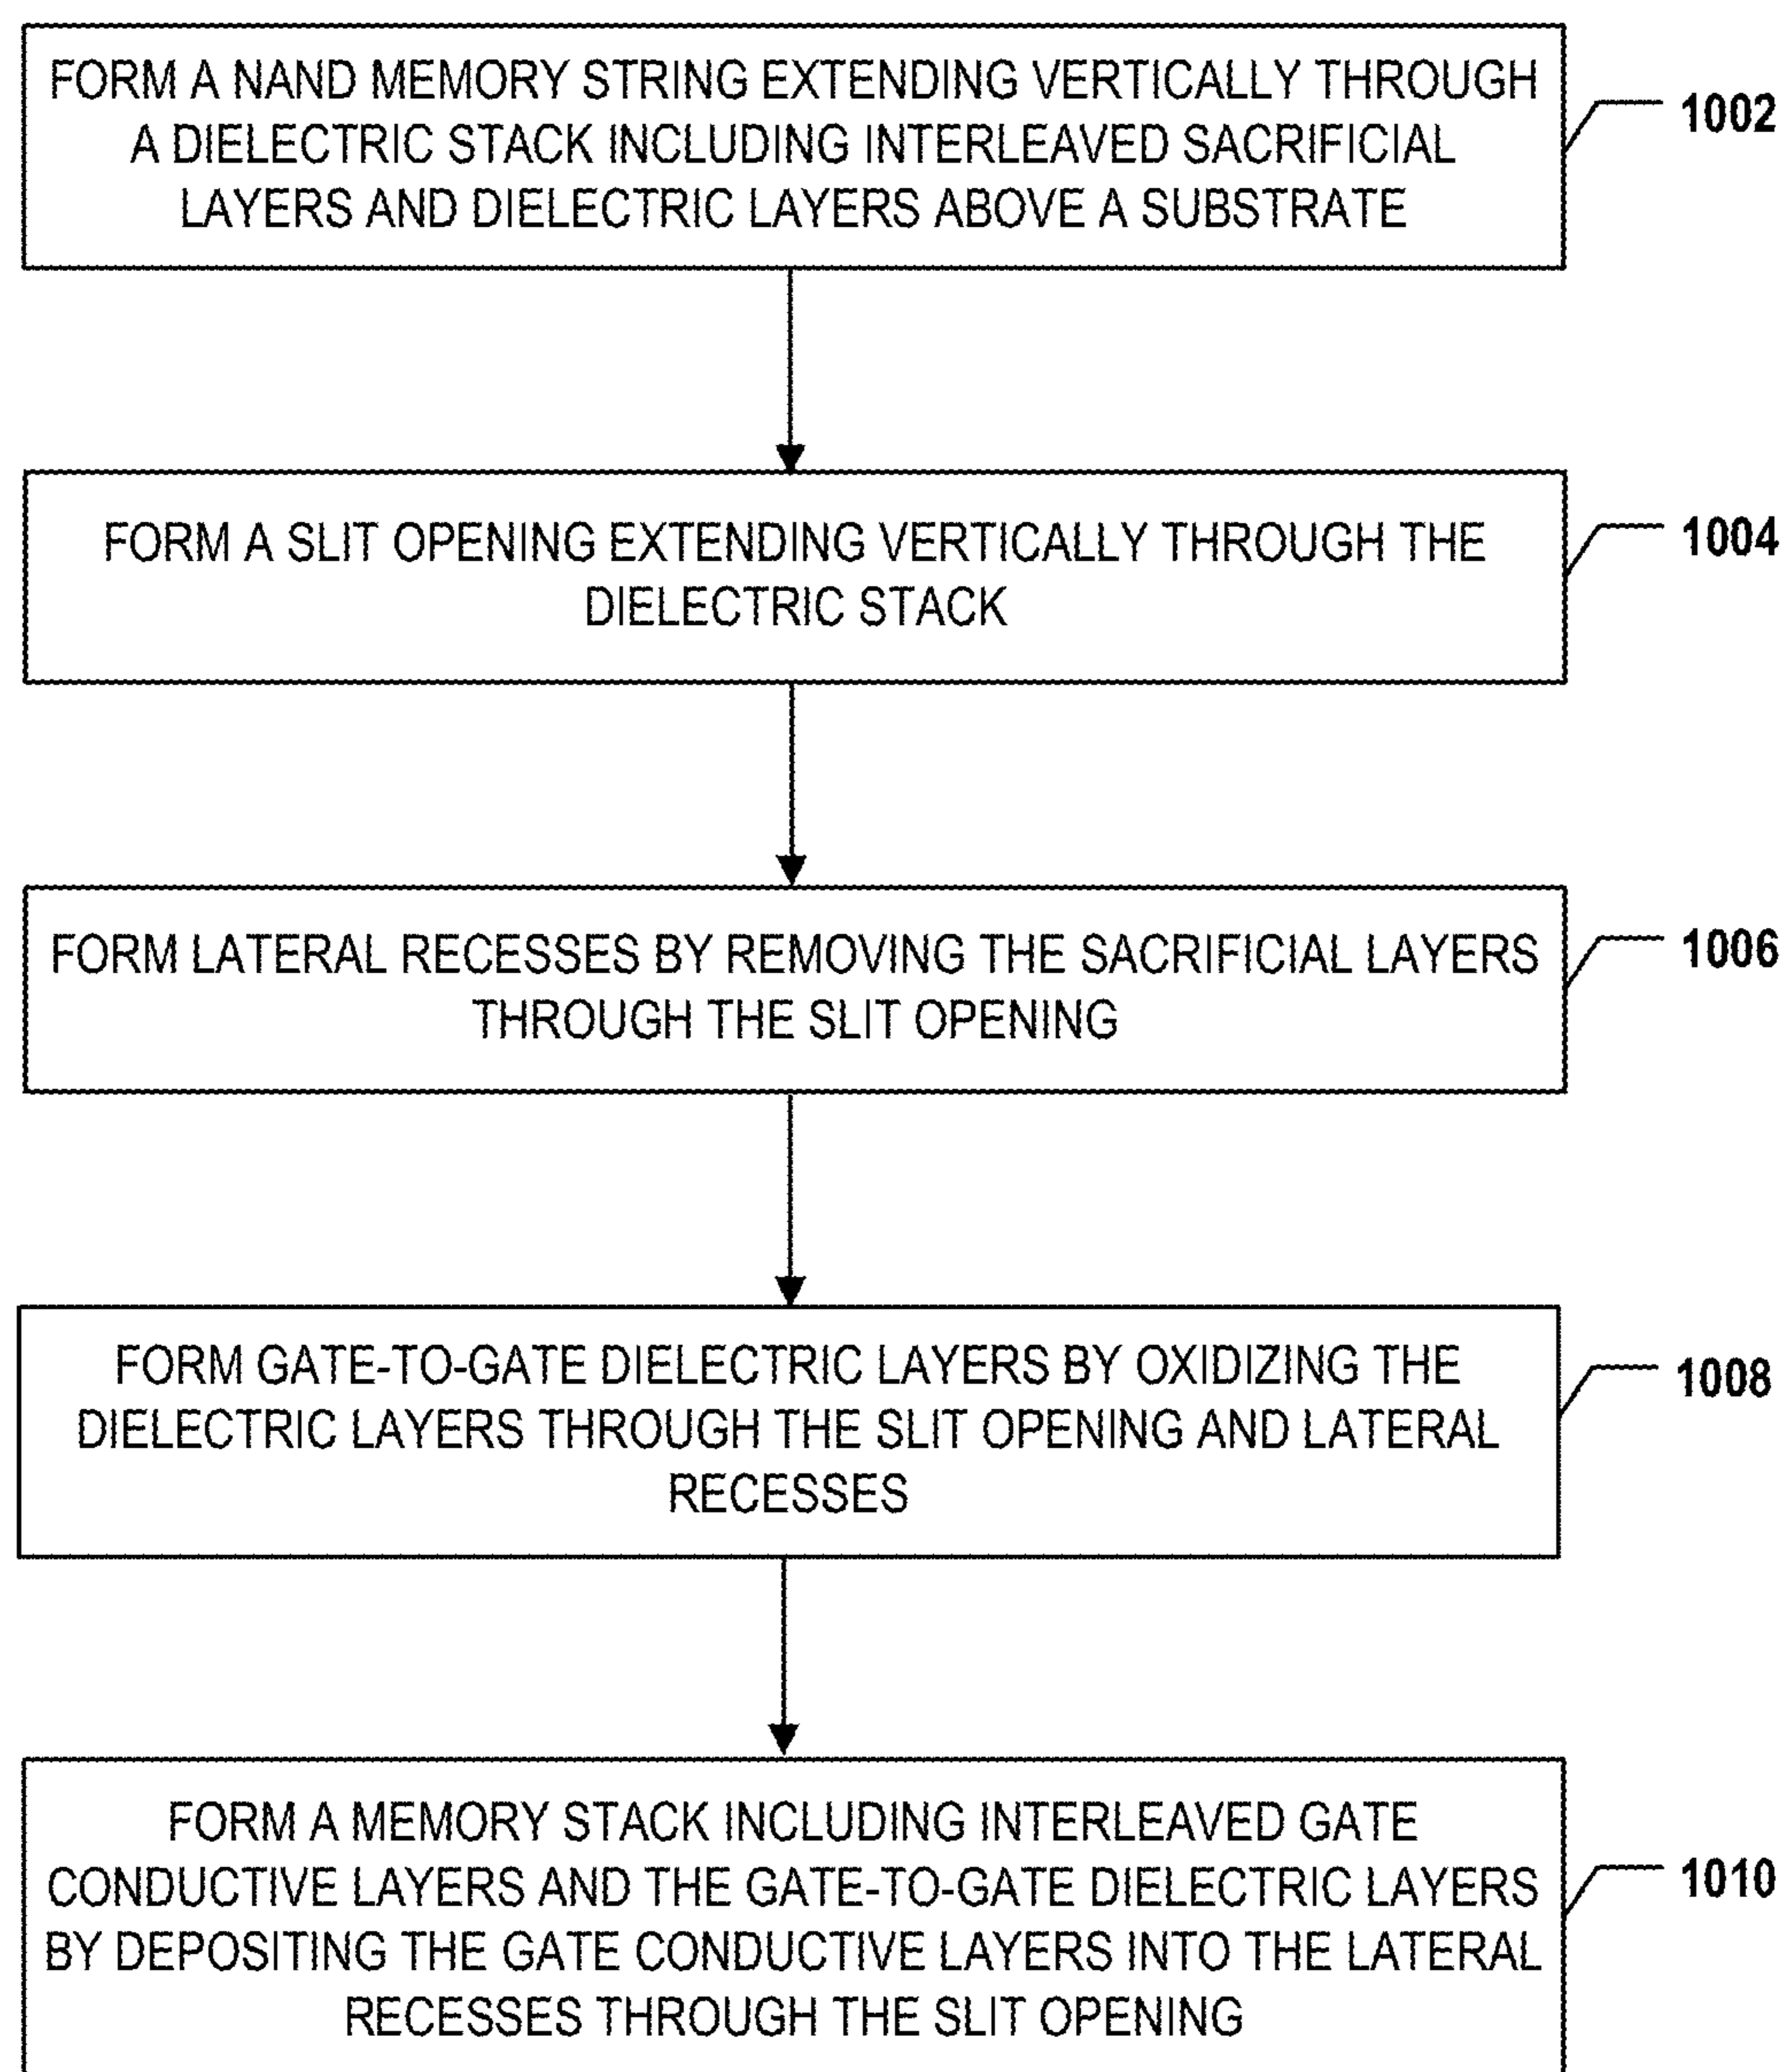 FORM A NAND MEMORY STRING EXTENDING VERTICALLY THROUGH
A DIELECTRIC STACK INCLUDING INTERLEAVED SACRIFICIAL
LAYERS AND DIELECTRIC LAYERS ABOVE A SUBSTRATE
1002
FORM A SLIT OPENING EXTENDING VERTICALLY THROUGH THE
DIELECTRIC STACK
1004
FORM LATERAL RECESSES BY REMOVING THE SACRIFICIAL LAYERS
THROUGH THE SLIT OPENING
1006
FORM GATE-TO-GATE DIELECTRIC LAYERS BY OXIDIZING THE
DIELECTRIC LAYERS THROUGH THE SLIT OPENING AND LATERAL
RECESSES
1008
FORM A MEMORY STACK INCLUDING INTERLEAVED GATE
CONDUCTIVE LAYERS AND THE GATE-TO-GATE DIELECTRIC LAYERS
BY DEPOSITING THE GATE CONDUCTIVE LAYERS INTO THE LATERAL
RECESSES THROUGH THE SLIT OPENING
1010